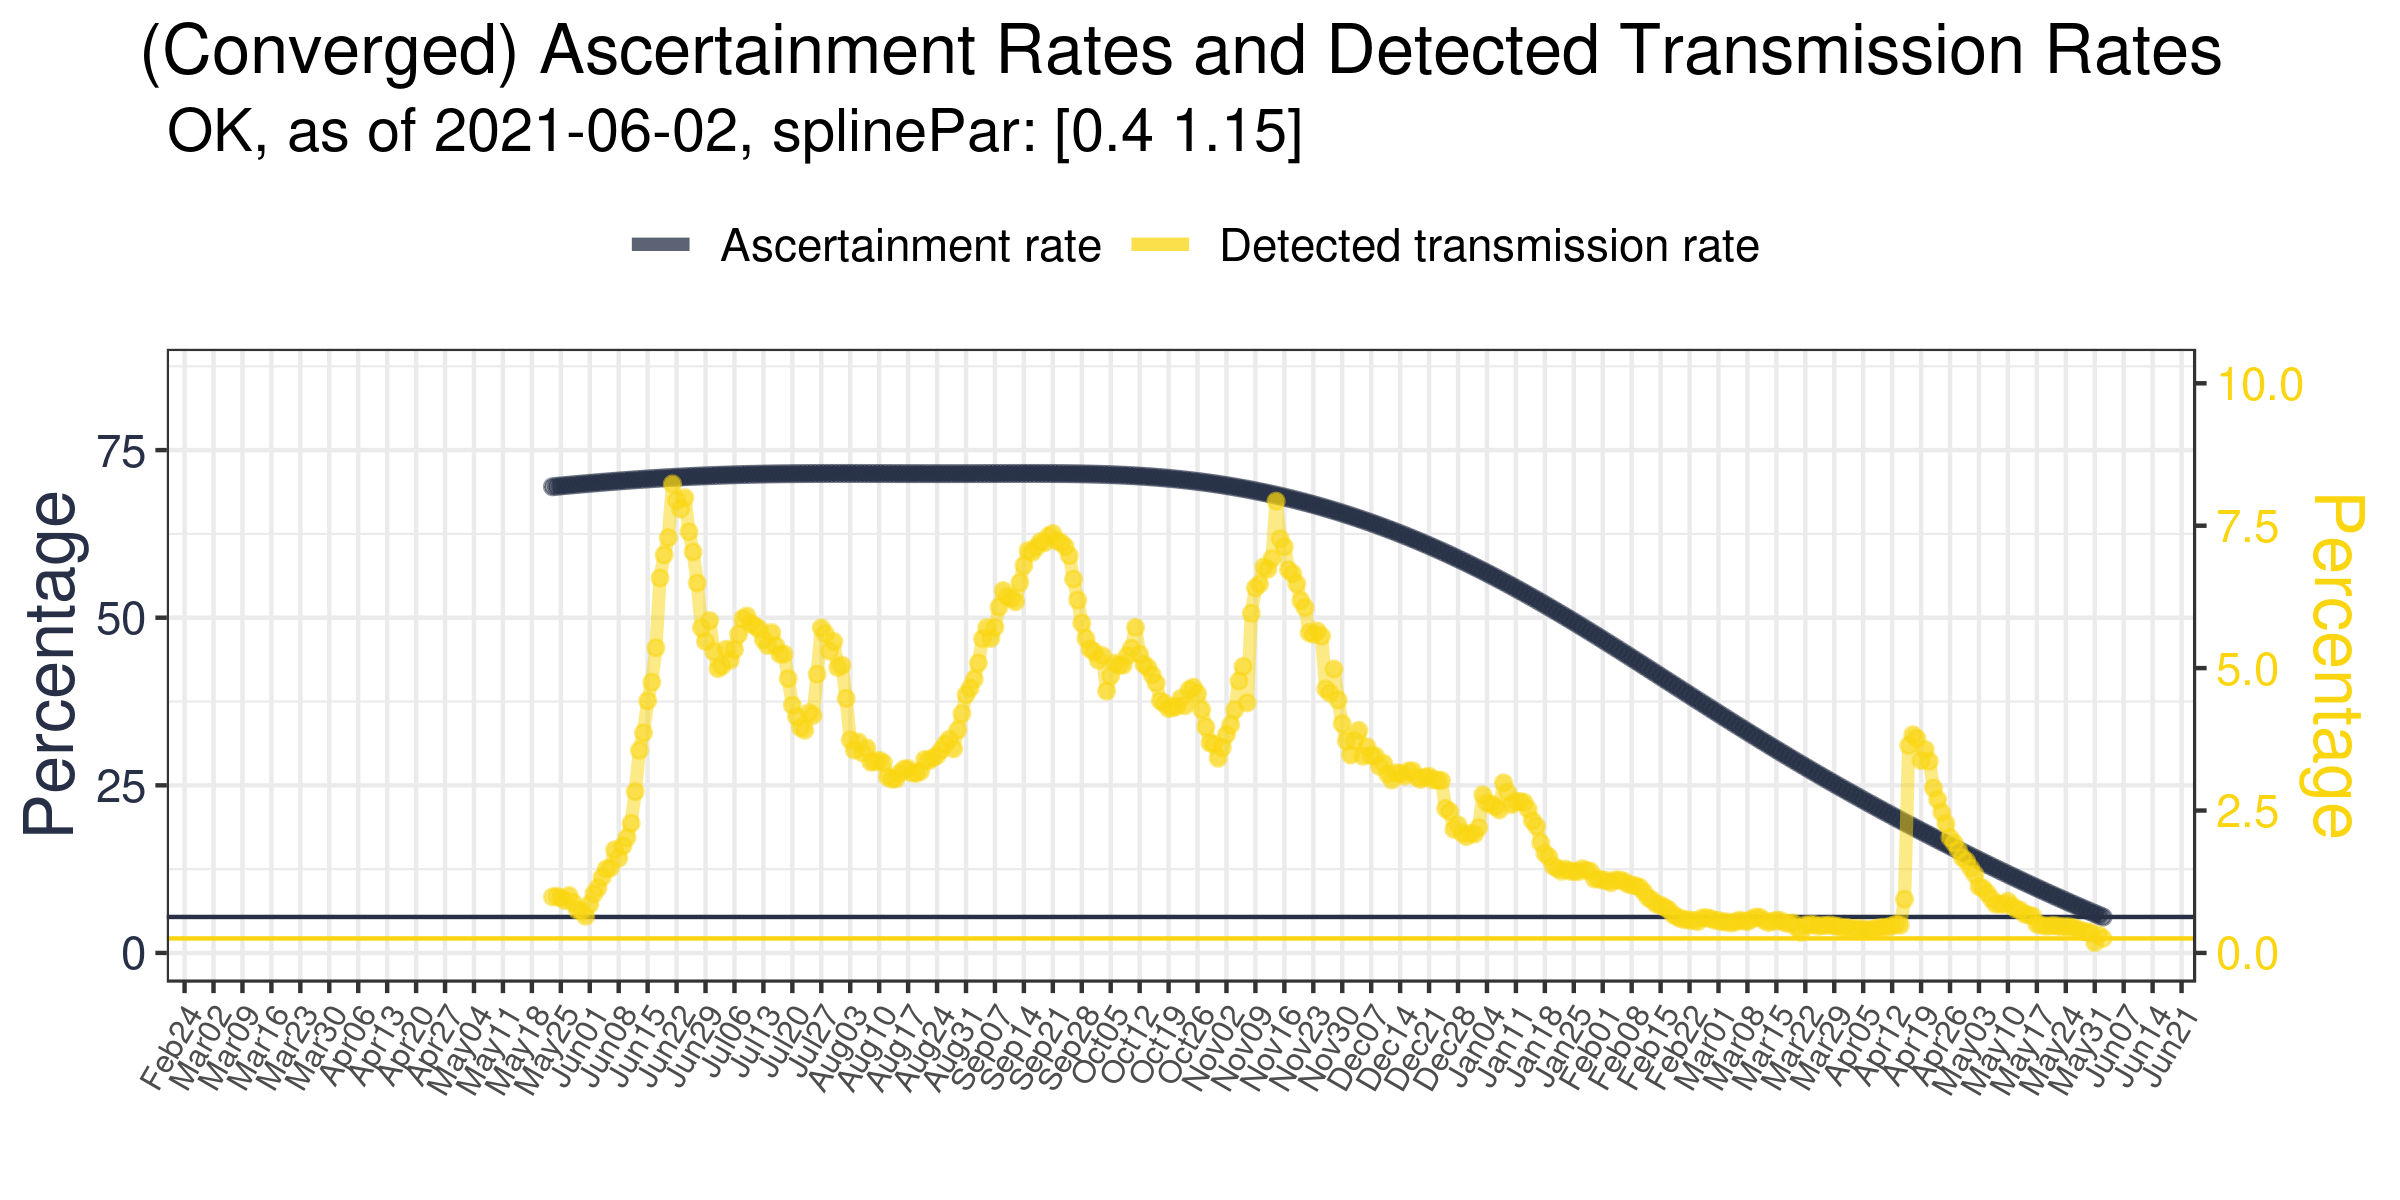 (Converged) Ascertainment Rates and Detected Transmission Rates
OK, as of 2021-06-02, splinePar: [0.4 1.15]
Ascertainment rate
Detected transmission rate
Percentage
75
50
25
0
10.0
7.5
5.0
2.5
0.0
Percentage
Feb24
Mar02
Mar09
Mar16
Mar23
Mar30
Apr06
Apr13
Apr20
Apr27
May04
May11
May18
May25
Jun01
Jun08
Jun15
Jun22
Jun29
Jul06
Jul13
Jul20
Jul27
Aug03
Aug10
Aug17
Aug24
Aug31
Sep07
Sep14
Sep21
Sep28
Oct05
Oct12
Oct19
Oct26
Nov02
Nov09
Nov16
Nov23
Nov30
Dec07
Dec14
Dec21
Dec28
Jan04
Jan11
Jan18
Jan25
Feb01
Feb08
Feb15
Feb22
Mar01
Mar08
Mar15
Mar22
Mar29
Apr05
Apr12
Apr19
Apr26
May03
May10
May17
May24
May31
Jun07
Jun14
Jun21